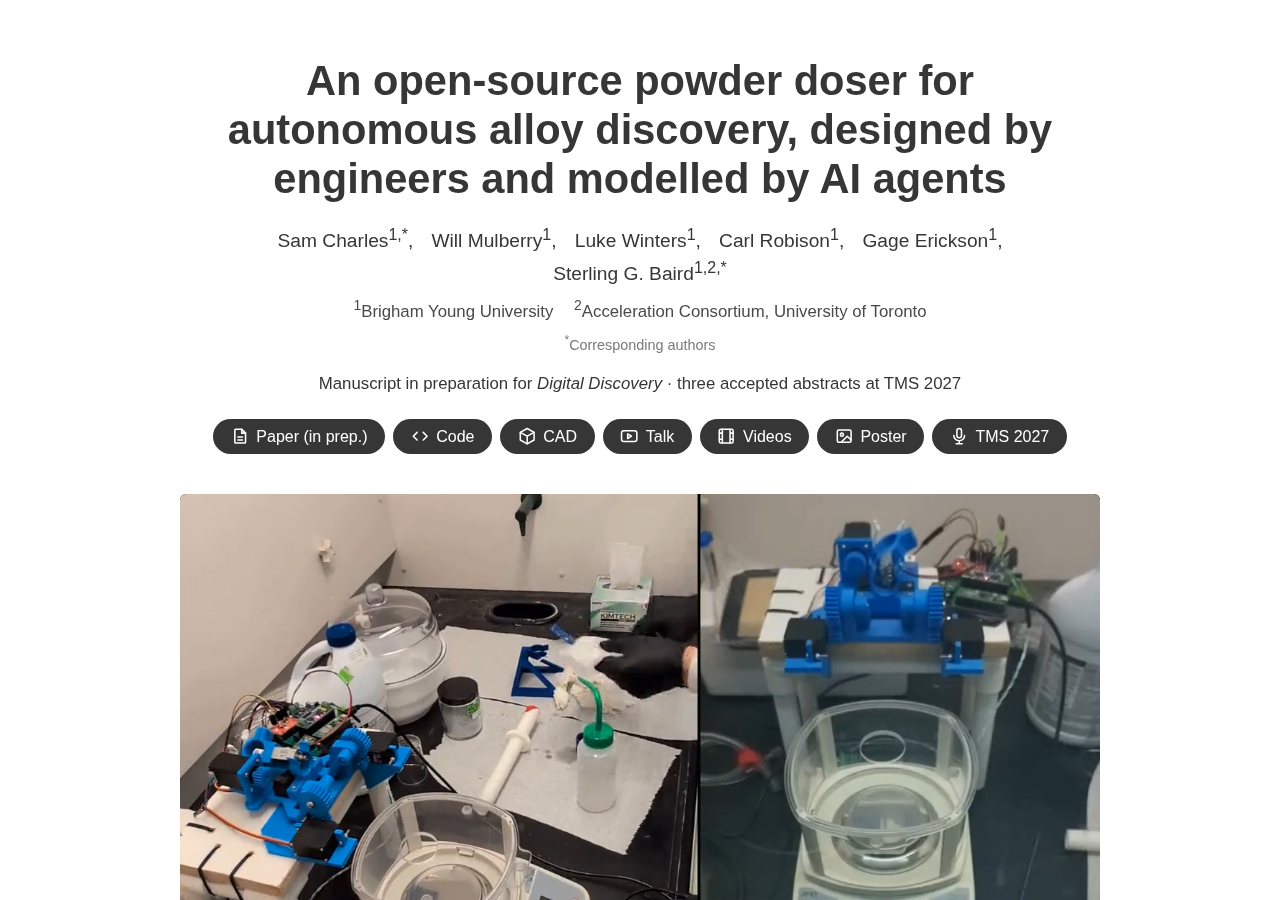 An open-source powder doser for
autonomous alloy discovery, designed by
engineers and modelled by AI agents
Sam Charles1,*, Will Mulberry1, Luke Winters1, Carl Robison1, Gage Erickson1,
Sterling G. Baird1,2,*
1Brigham Young University 2Acceleration Consortium, University of Toronto
*Corresponding authors
Manuscript in preparation for Digital Discovery · three accepted abstracts at TMS 2027
Paper (in prep.) Code CAD Talk Videos Poster TMS 2027
KIMTECH